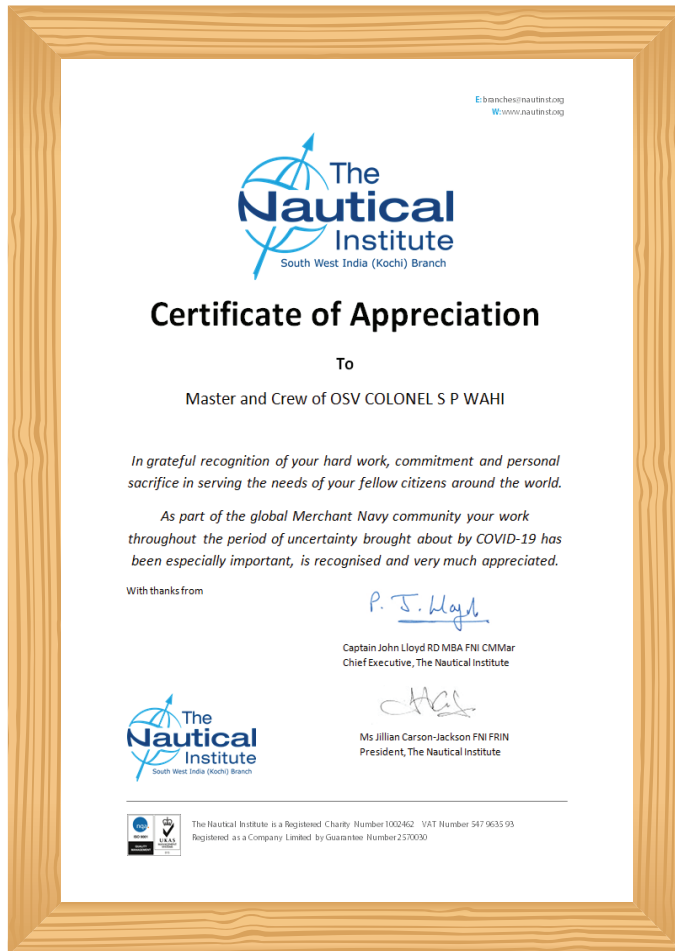 E: branches@nautinst.org
W: www.nautinst.org
The
Nautical
Institute
South West India (Kochi) Branch
Certificate of Appreciation
To
Master and Crew of OSV COLONEL S P WAHI
In grateful recognition of your hard work, commitment and personal
sacrifice in serving the needs of your fellow citizens around the world.
As part of the global Merchant Navy community your work
throughout the period of uncertainty brought about by COVID-19 has
been especially important, is recognised and very much appreciated.
With thanks from
P. J. Lloyd
Captain John Lloyd RD MBA FNI CMMar
Chief Executive, The Nautical Institute
Ms Jillian Carson-Jackson FNI FRIN
President, The Nautical Institute
The
Nautical
Institute
South West India (Kochi) Branch
The Nautical Institute is a Registered Charity Number 1002462 VAT Number 547 9635 93
Registered as a Company Limited by Guarantee Number 2570030
nqa
ISO 9001
QUALITY
MANAGEMENT
UKAS
MANAGEMENT
SYSTEMS